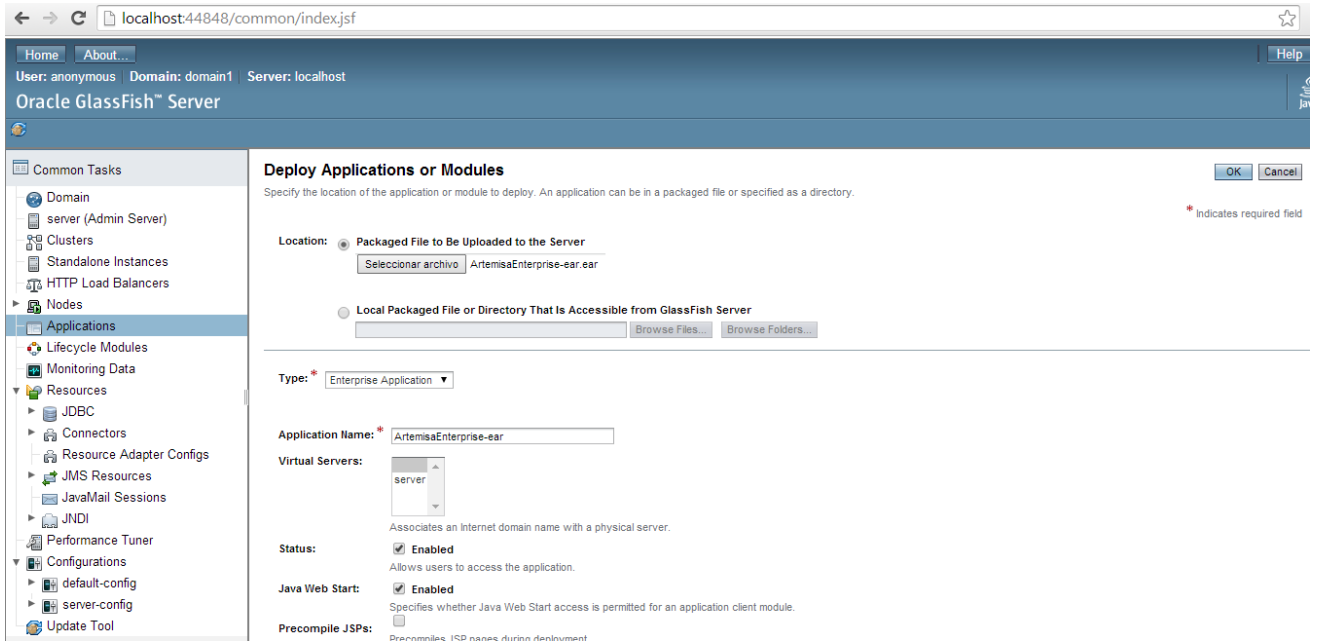 localhost:44848/common/index.jsf
Home About... Help
User: anonymous Domain: domain1 Server: localhost
Oracle GlassFish™ Server
Common Tasks
Domain
server (Admin Server)
Clusters
Standalone Instances
HTTP Load Balancers
Nodes
Applications
Lifecycle Modules
Monitoring Data
Resources
JDBC
Connectors
Resource Adapter Configs
JMS Resources
JavaMail Sessions
JNDI
Performance Tuner
Configurations
default-config
server-config
Update Tool
Deploy Applications or Modules
OK Cancel
Specify the location of the application or module to deploy. An application can be in a packaged file or specified as a directory.
* Indicates required field
Location: Packaged File to Be Uploaded to the Server
Seleccionar archivo ArtemisaEnterprise-ear.ear
Local Packaged File or Directory That Is Accessible from GlassFish Server
Browse Files... Browse Folders...
Type: * Enterprise Application
Application Name: * ArtemisaEnterprise-ear
Virtual Servers:
server
Associates an Internet domain name with a physical server.
Status: Enabled
Allows users to access the application.
Java Web Start: Enabled
Specifies whether Java Web Start access is permitted for an application client module.
Precompile JSPs:
Precompiles JSP pages during deployment.